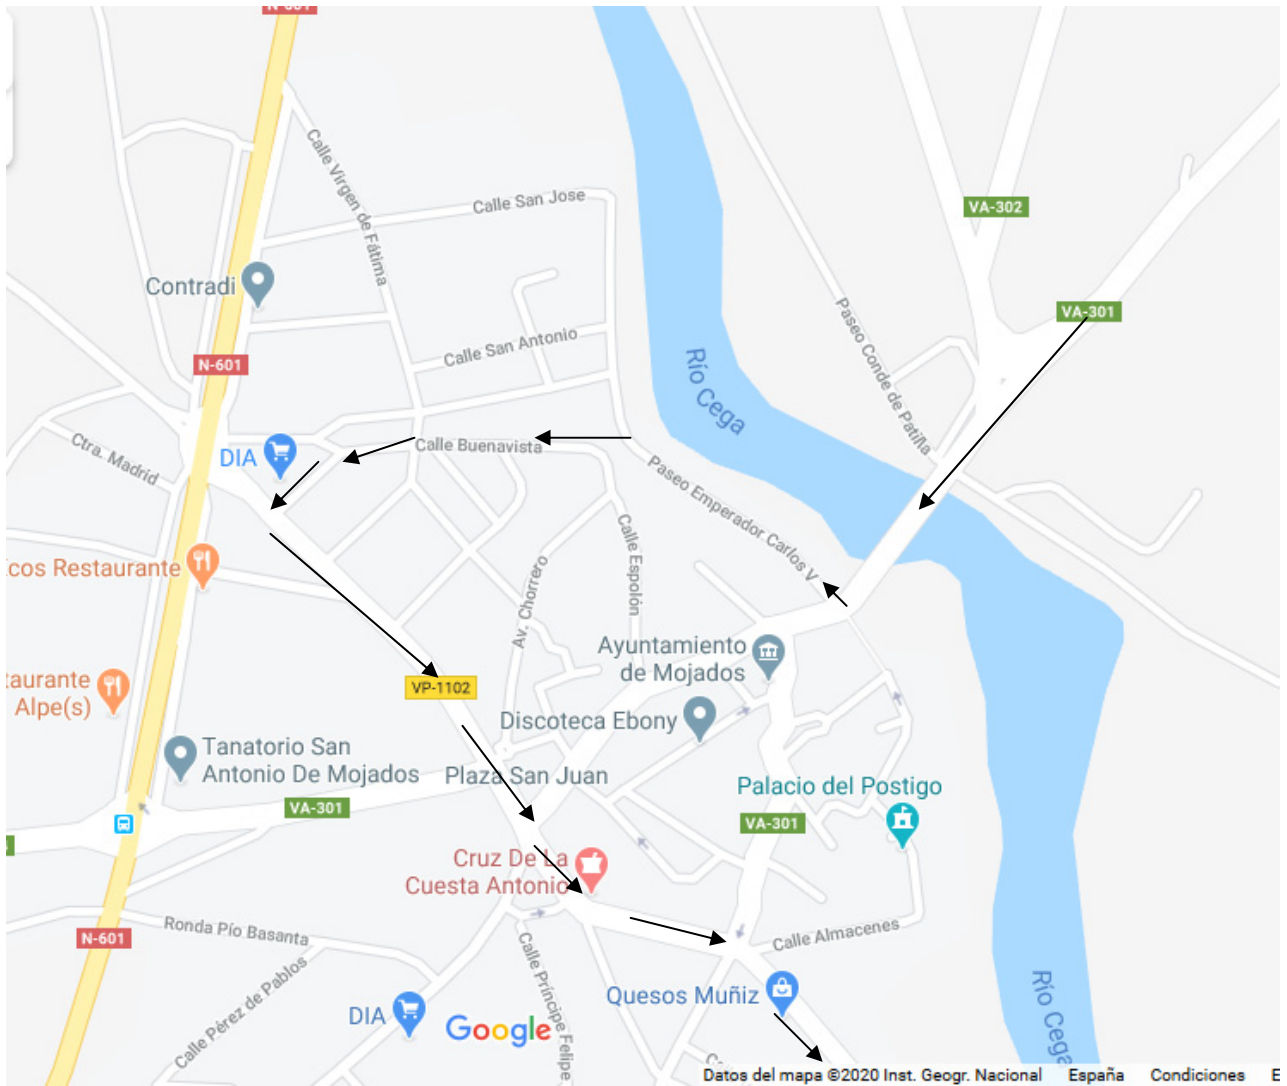 Calle Virgen de Fátima
Calle San Jose
VA-302
Contradi
VA-301
Paseo Conde de Patilla
Calle San Antonio
N-601
Río Cega
Ctra. Madrid
DIA
Calle Buenavista
Paseo Emperador Carlos V
Calle Espolón
cos Restaurante
Av. Chorrero
Ayuntamiento
de Mojados
taurante
Alpe(s)
VP-1102
Discoteca Ebony
Tanatorio San
Antonio De Mojados
Plaza San Juan
Palacio del Postigo
VA-301
VA-301
Cruz De La
Cuesta Antonio
Ronda Pío Basanta
N-601
Calle Almacenes
Calle Pérez de Pablos
Calle Príncipe Felipe
Quesos Muñiz
DIA
Google
Río Cega
Datos del mapa ©2020 Inst. Geogr. Nacional España Condiciones